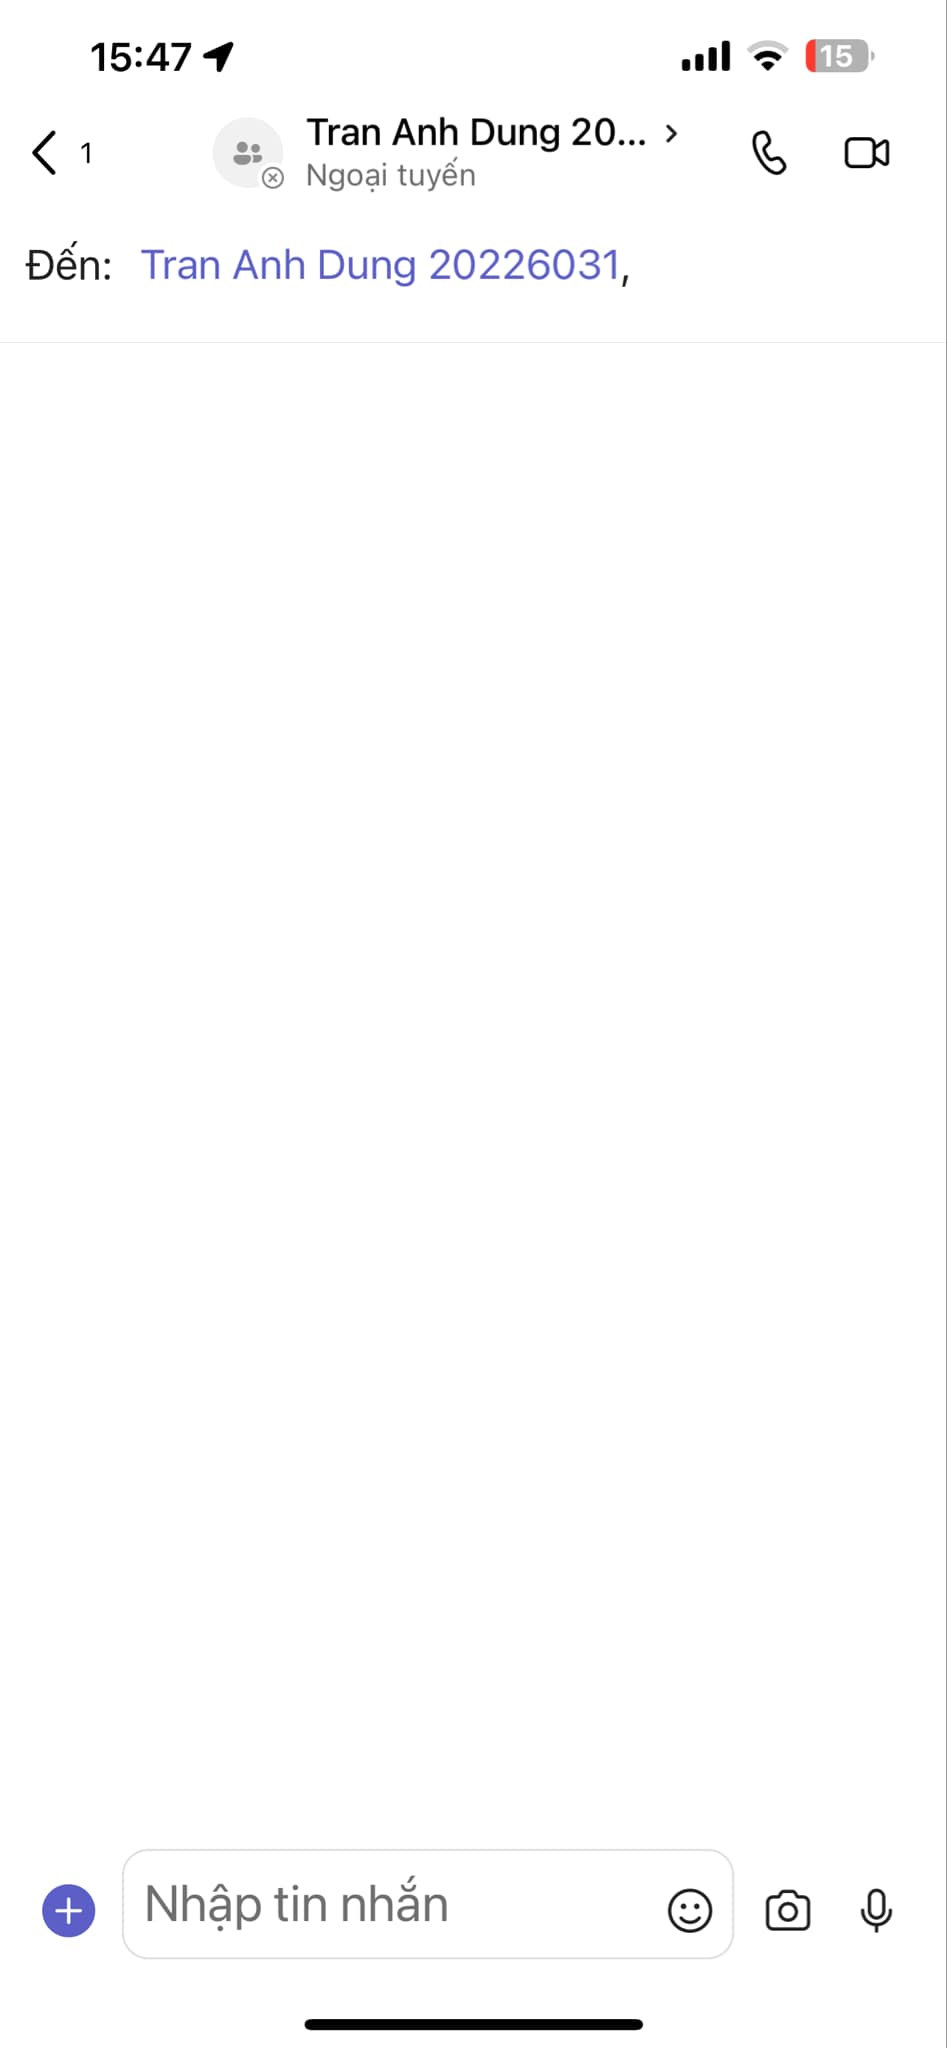 15:47
15
1
Tran Anh Dung 20...
Ngoại tuyến
Đến: Tran Anh Dung 20226031,
Nhập tin nhắn